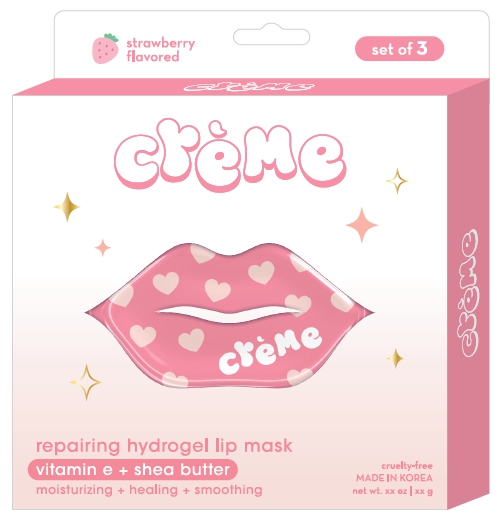 strawberry
flavored
set of 3
crème
crème
crème
crème
repairing hydrogel lip mask
vitamin e + shea butter
moisturizing + healing + smoothing
cruelty-free
MADE IN KOREA
net wt. xx oz | xx g